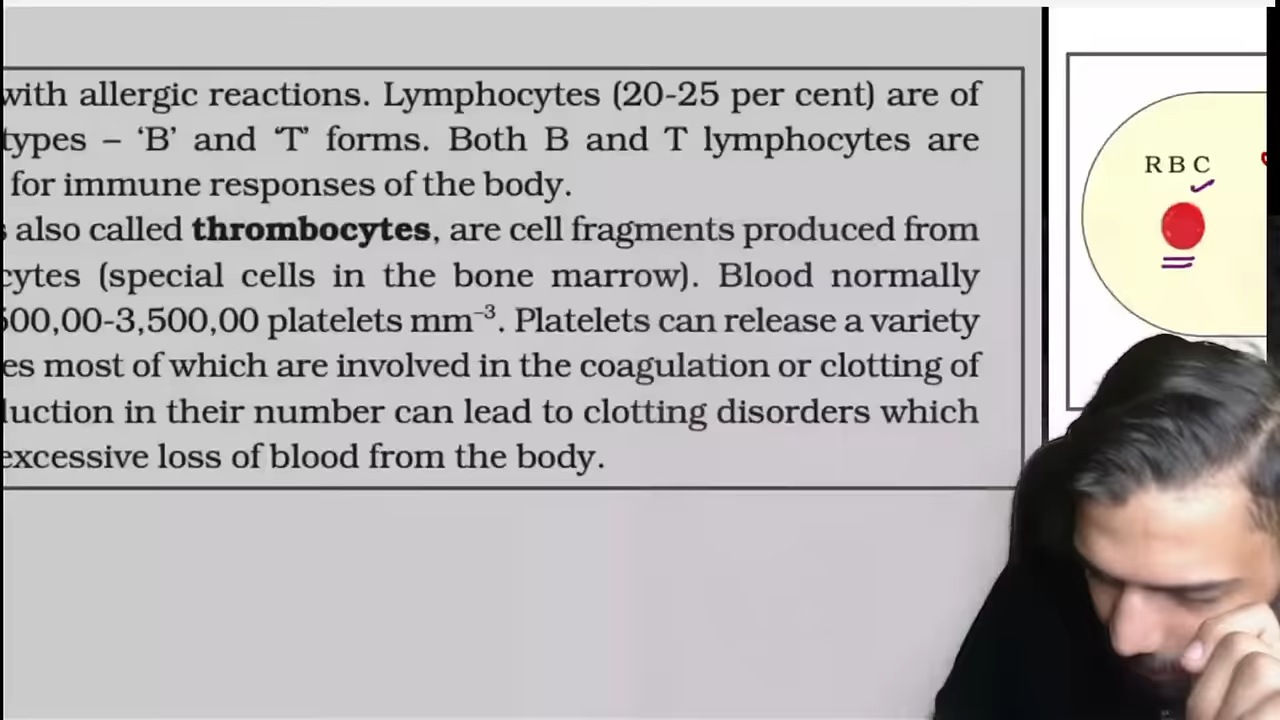 with allergic reactions. Lymphocytes (20-25 per cent) are of
types – ‘B’ and ‘T’ forms. Both B and T lymphocytes are
for immune responses of the body.
also called thrombocytes, are cell fragments produced from
cytes (special cells in the bone marrow). Blood normally
500,00-3,500,00 platelets mm⁻³. Platelets can release a variety
es most of which are involved in the coagulation or clotting of
luction in their number can lead to clotting disorders which
excessive loss of blood from the body.
RBC